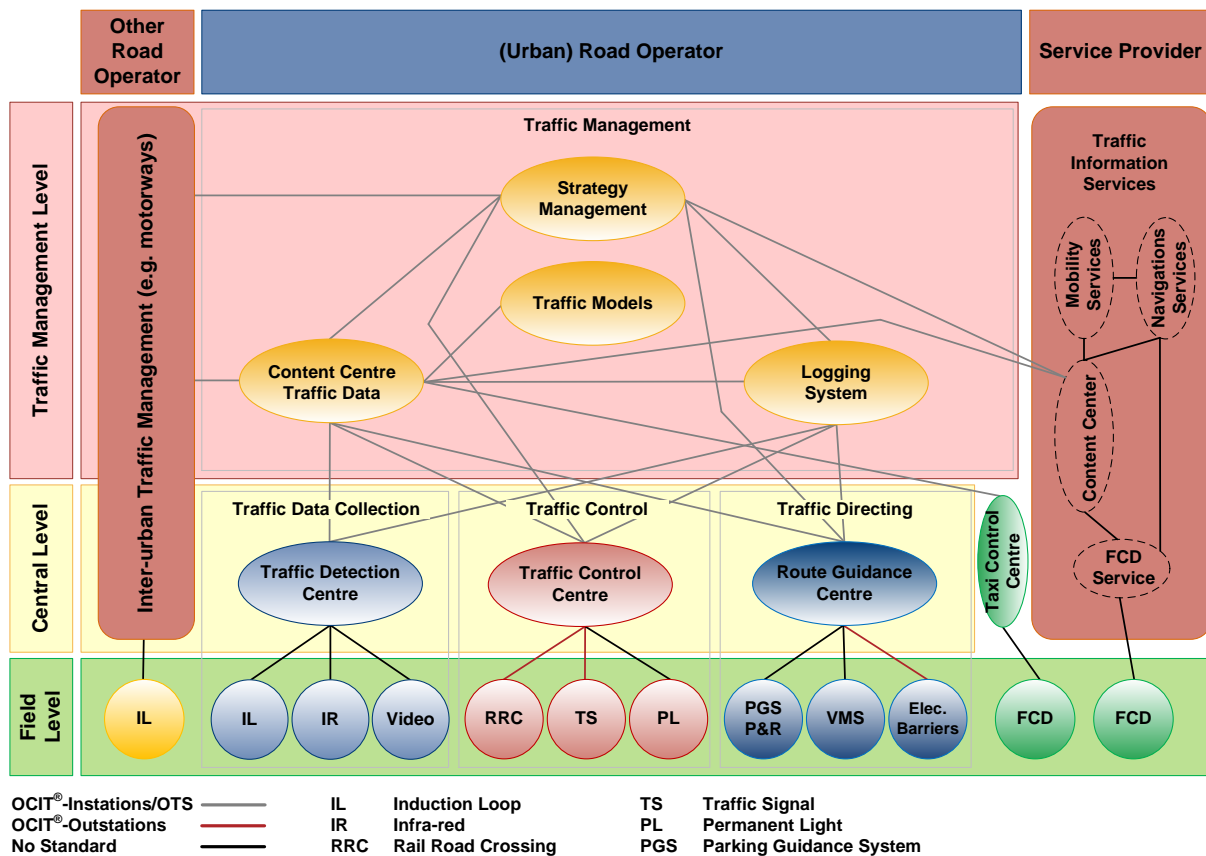 Other
Road
Operator
(Urban) Road Operator
Service Provider
Traffic Management Level
Inter-urban Traffic Management (e.g. motorways)
Traffic Management
Strategy
Management
Traffic Models
Content Centre
Traffic Data
Logging
System
Traffic
Information
Services
Mobility
Services
Navigations
Services
Content Center
FCD
Service
Central Level
Traffic Data Collection
Traffic Control
Traffic Directing
Traffic Detection
Centre
Traffic Control
Centre
Route Guidance
Centre
Taxi Control
Centre
Field
Level
IL
IL
IR
Video
RRC
TS
PL
PGS
P&R
VMS
Elec.
Barriers
FCD
FCD
OCIT®-Instations/OTS
IL Induction Loop
TS Traffic Signal
OCIT®-Outstations
IR Infra-red
PL Permanent Light
No Standard
RRC Rail Road Crossing
PGS Parking Guidance System